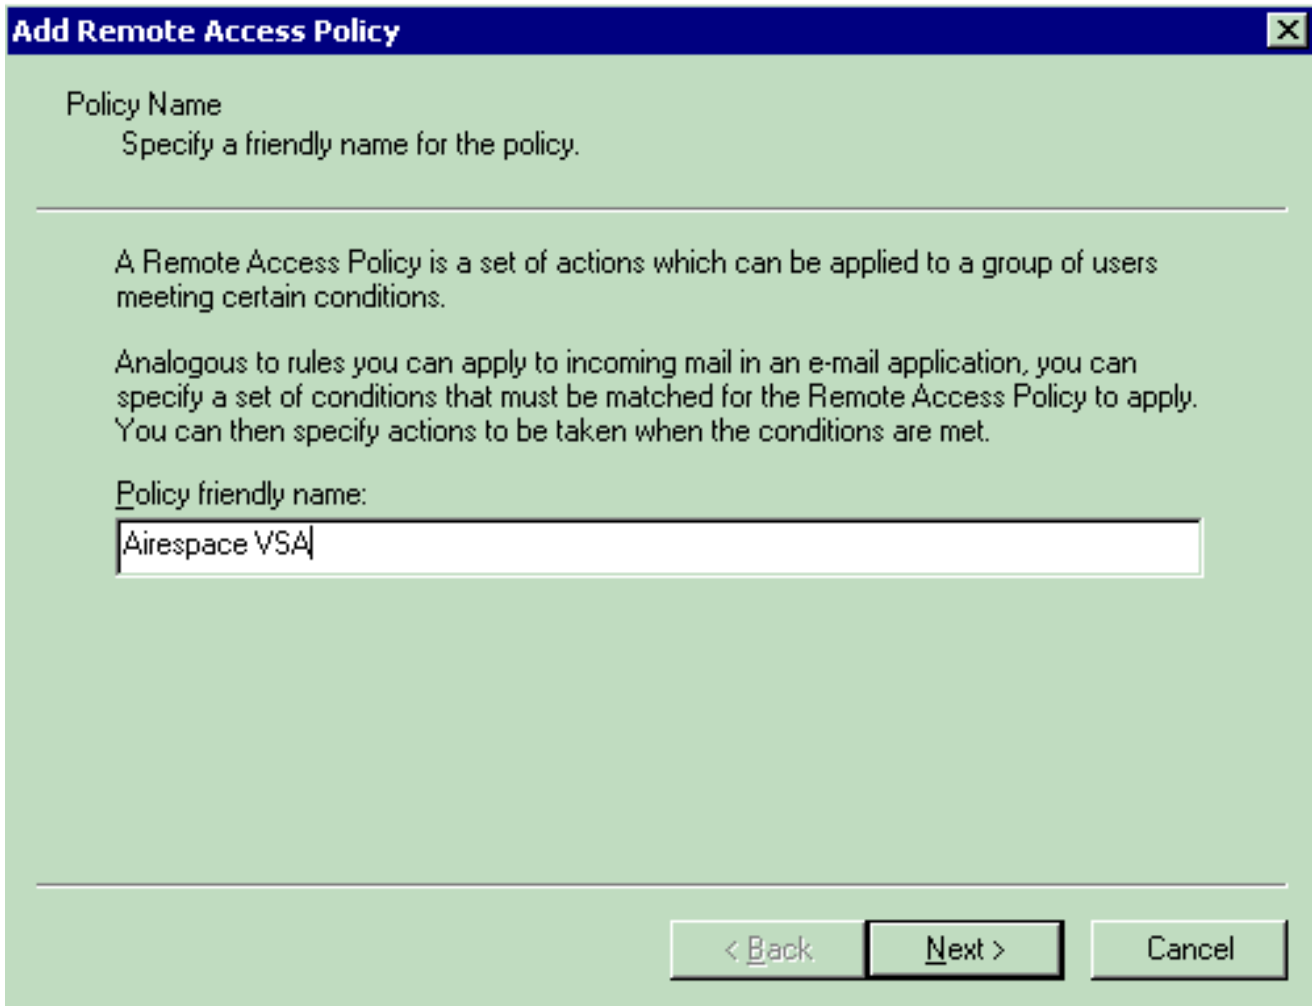 Add Remote Access Policy
Policy Name
Specify a friendly name for the policy.
A Remote Access Policy is a set of actions which can be applied to a group of users
meeting certain conditions.
Analogous to rules you can apply to incoming mail in an e-mail application, you can
specify a set of conditions that must be matched for the Remote Access Policy to apply.
You can then specify actions to be taken when the conditions are met.
Policy friendly name:
Airespace VSA
< Back
Next >
Cancel